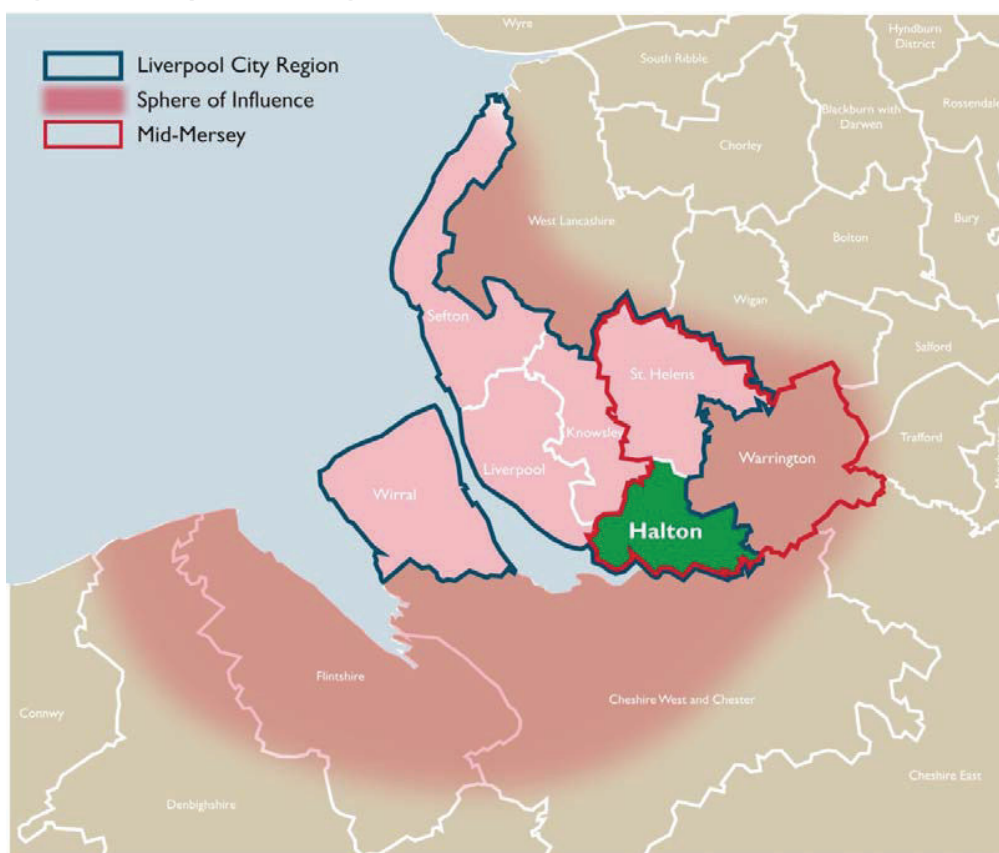 Wyre
Hyndburn
District
South Ribble
Liverpool City Region
Sphere of Influence
Mid-Mersey
Blackburn with
Darwen
Rossendale
Chorley
West Lancashire
Bolton
Bury
Wigan
Sefton
Salford
St. Helens
Knowsley
Trafford
Warrington
Liverpool
Wirral
Halton
Flintshire
Cheshire West and Chester
Connwy
Cheshire East
Denbighshire